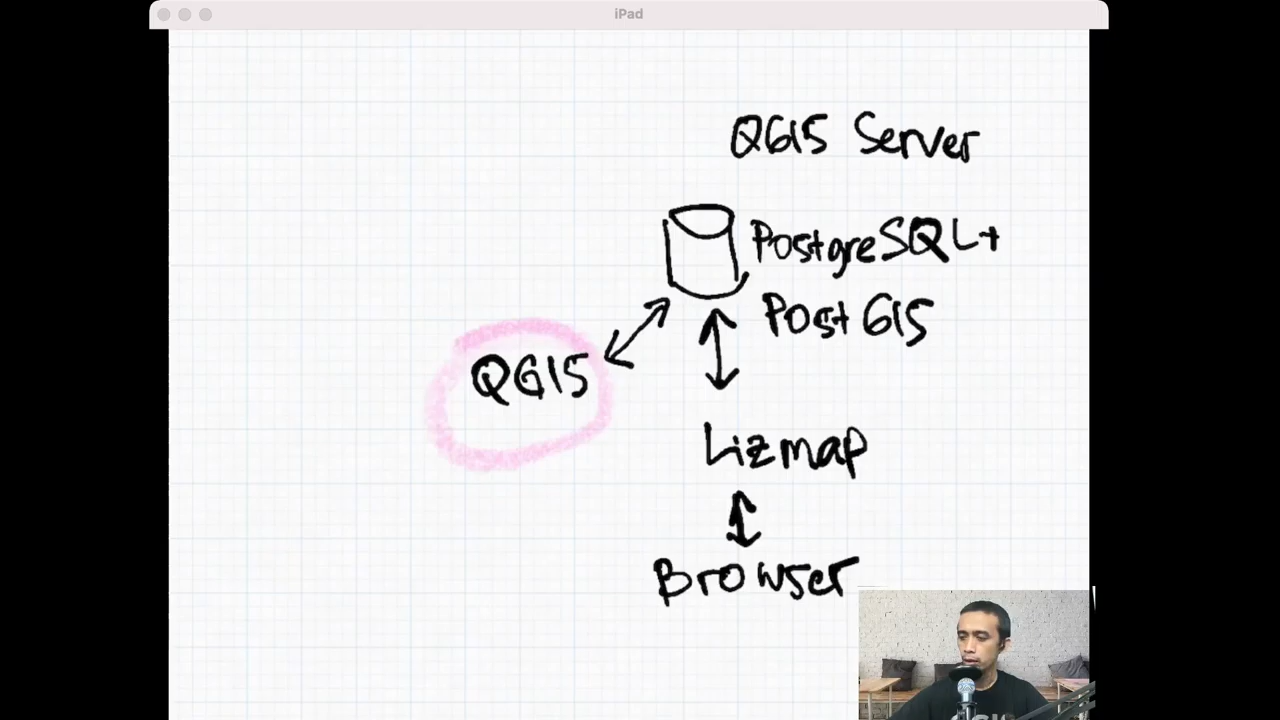 iPad
QGIS Server
PostgreSQL+
PostGIS
QGIS
Lizmap
Browser